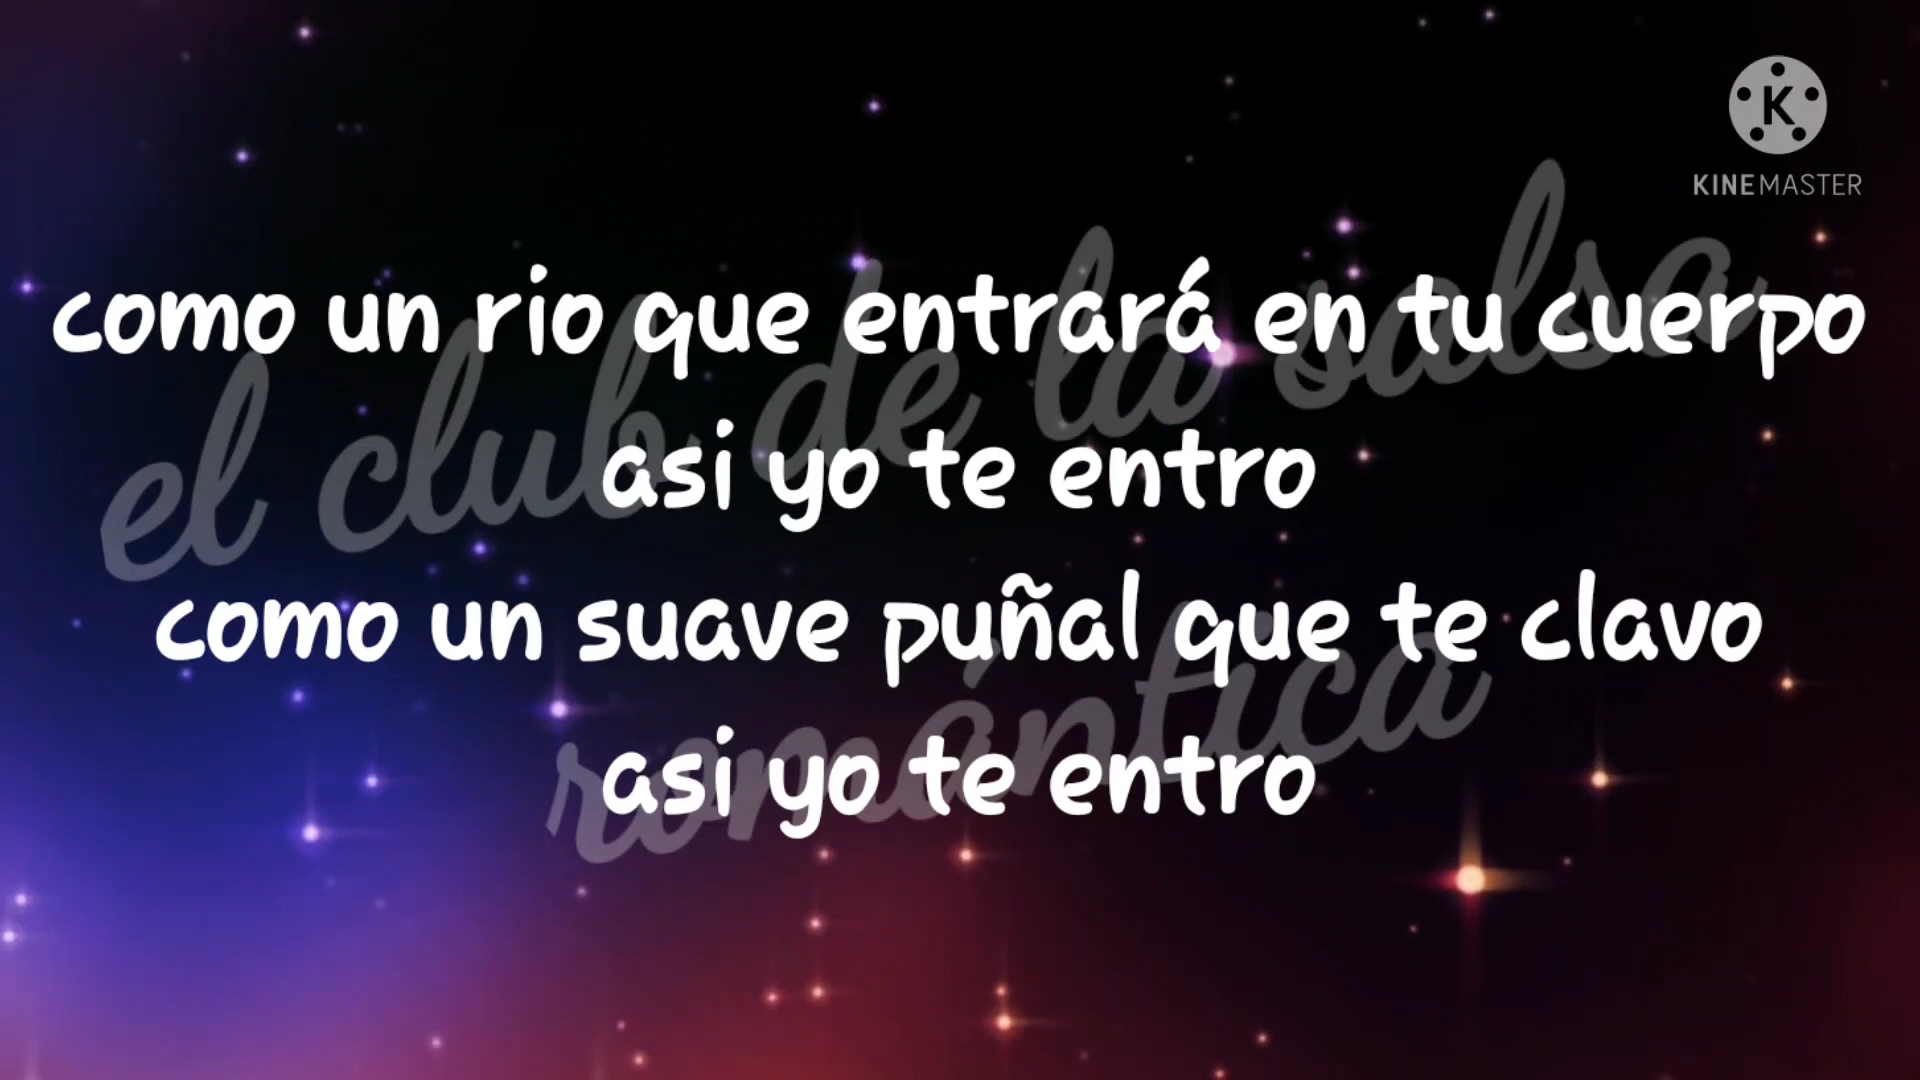 KINEMASTER
como un rio que entrará en tu cuerpo
asi yo te entro
como un suave puñal que te clavo
asi yo te entro
el club de la salsa
romántica